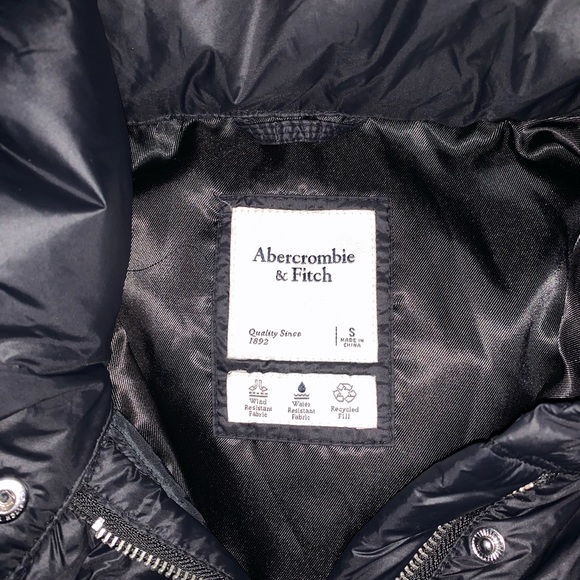 Abercrombie
& Fitch
Quality Since
1892
S
MADE IN
CHINA
Wind
Resistant
Fabric
Water
Resistant
Fabric
Recycled
Fill